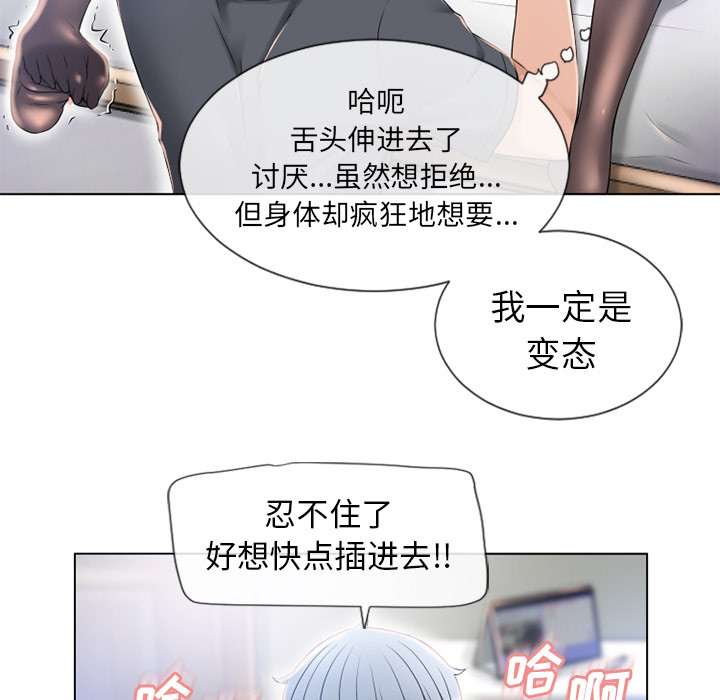 哈呃
舌头伸进去了
讨厌...虽然想拒绝...
但身体却疯狂地想要...
我一定是
变态
忍不住了
好想快点插进去!!
哈
哈
啊